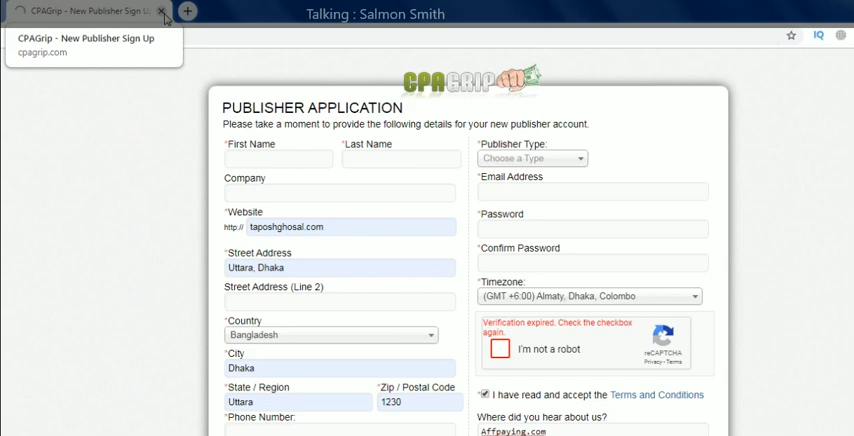 CPAGrip - New Publisher Sign U
Talking : Salmon Smith
CPAGrip - New Publisher Sign Up
cpagrip.com
IQ
CPAGRIP
PUBLISHER APPLICATION
Please take a moment to provide the following details for your new publisher account.
*First Name
*Last Name
Company
*Website
http://
taposhghosal.com
*Street Address
Uttara, Dhaka
Street Address (Line 2)
*Country
Bangladesh
*City
Dhaka
*State / Region
*Zip / Postal Code
Uttara
1230
*Phone Number:
*Publisher Type:
Choose a Type
*Email Address
*Password
*Confirm Password
*Timezone:
(GMT +6:00) Almaty, Dhaka, Colombo
Verification expired. Check the checkbox
again.
I'm not a robot
reCAPTCHA
Privacy - Terms
*I have read and accept the Terms and Conditions
Where did you hear about us?
Affpaying.com